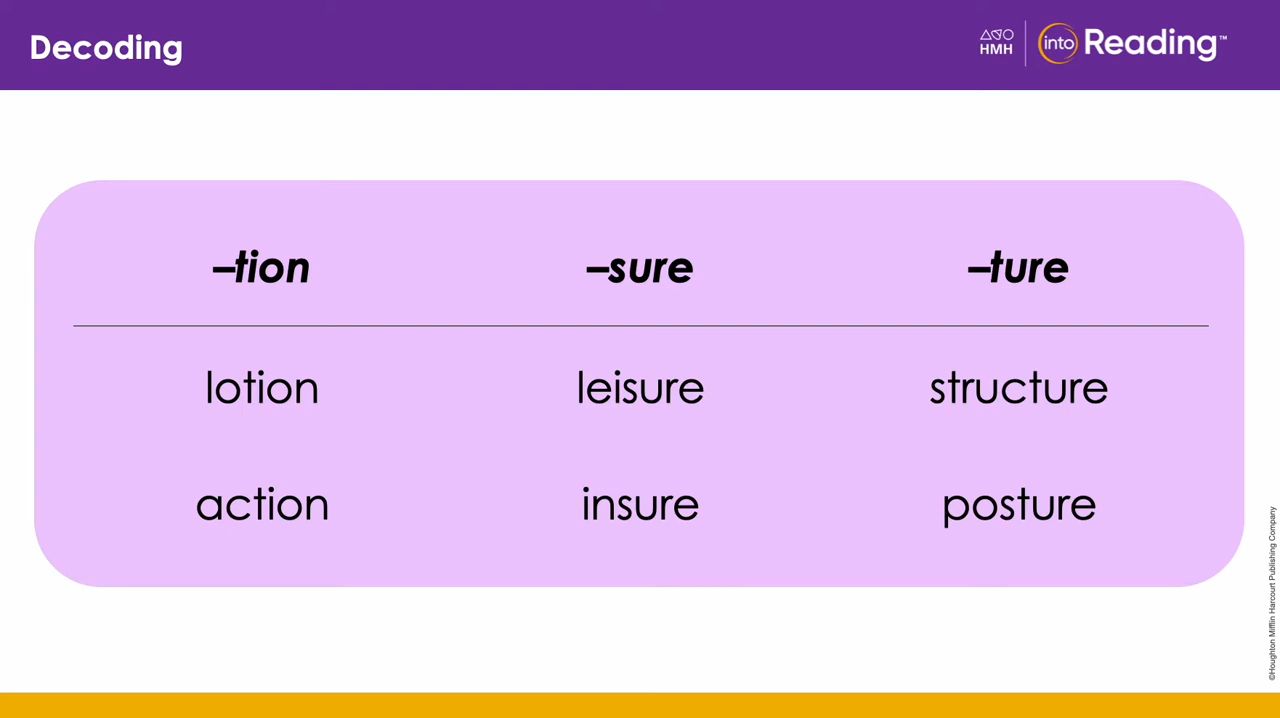 Decoding
HMH
into Reading™
–tion –sure –ture
lotion leisure structure
action insure posture
©Houghton Mifflin Harcourt Publishing Company